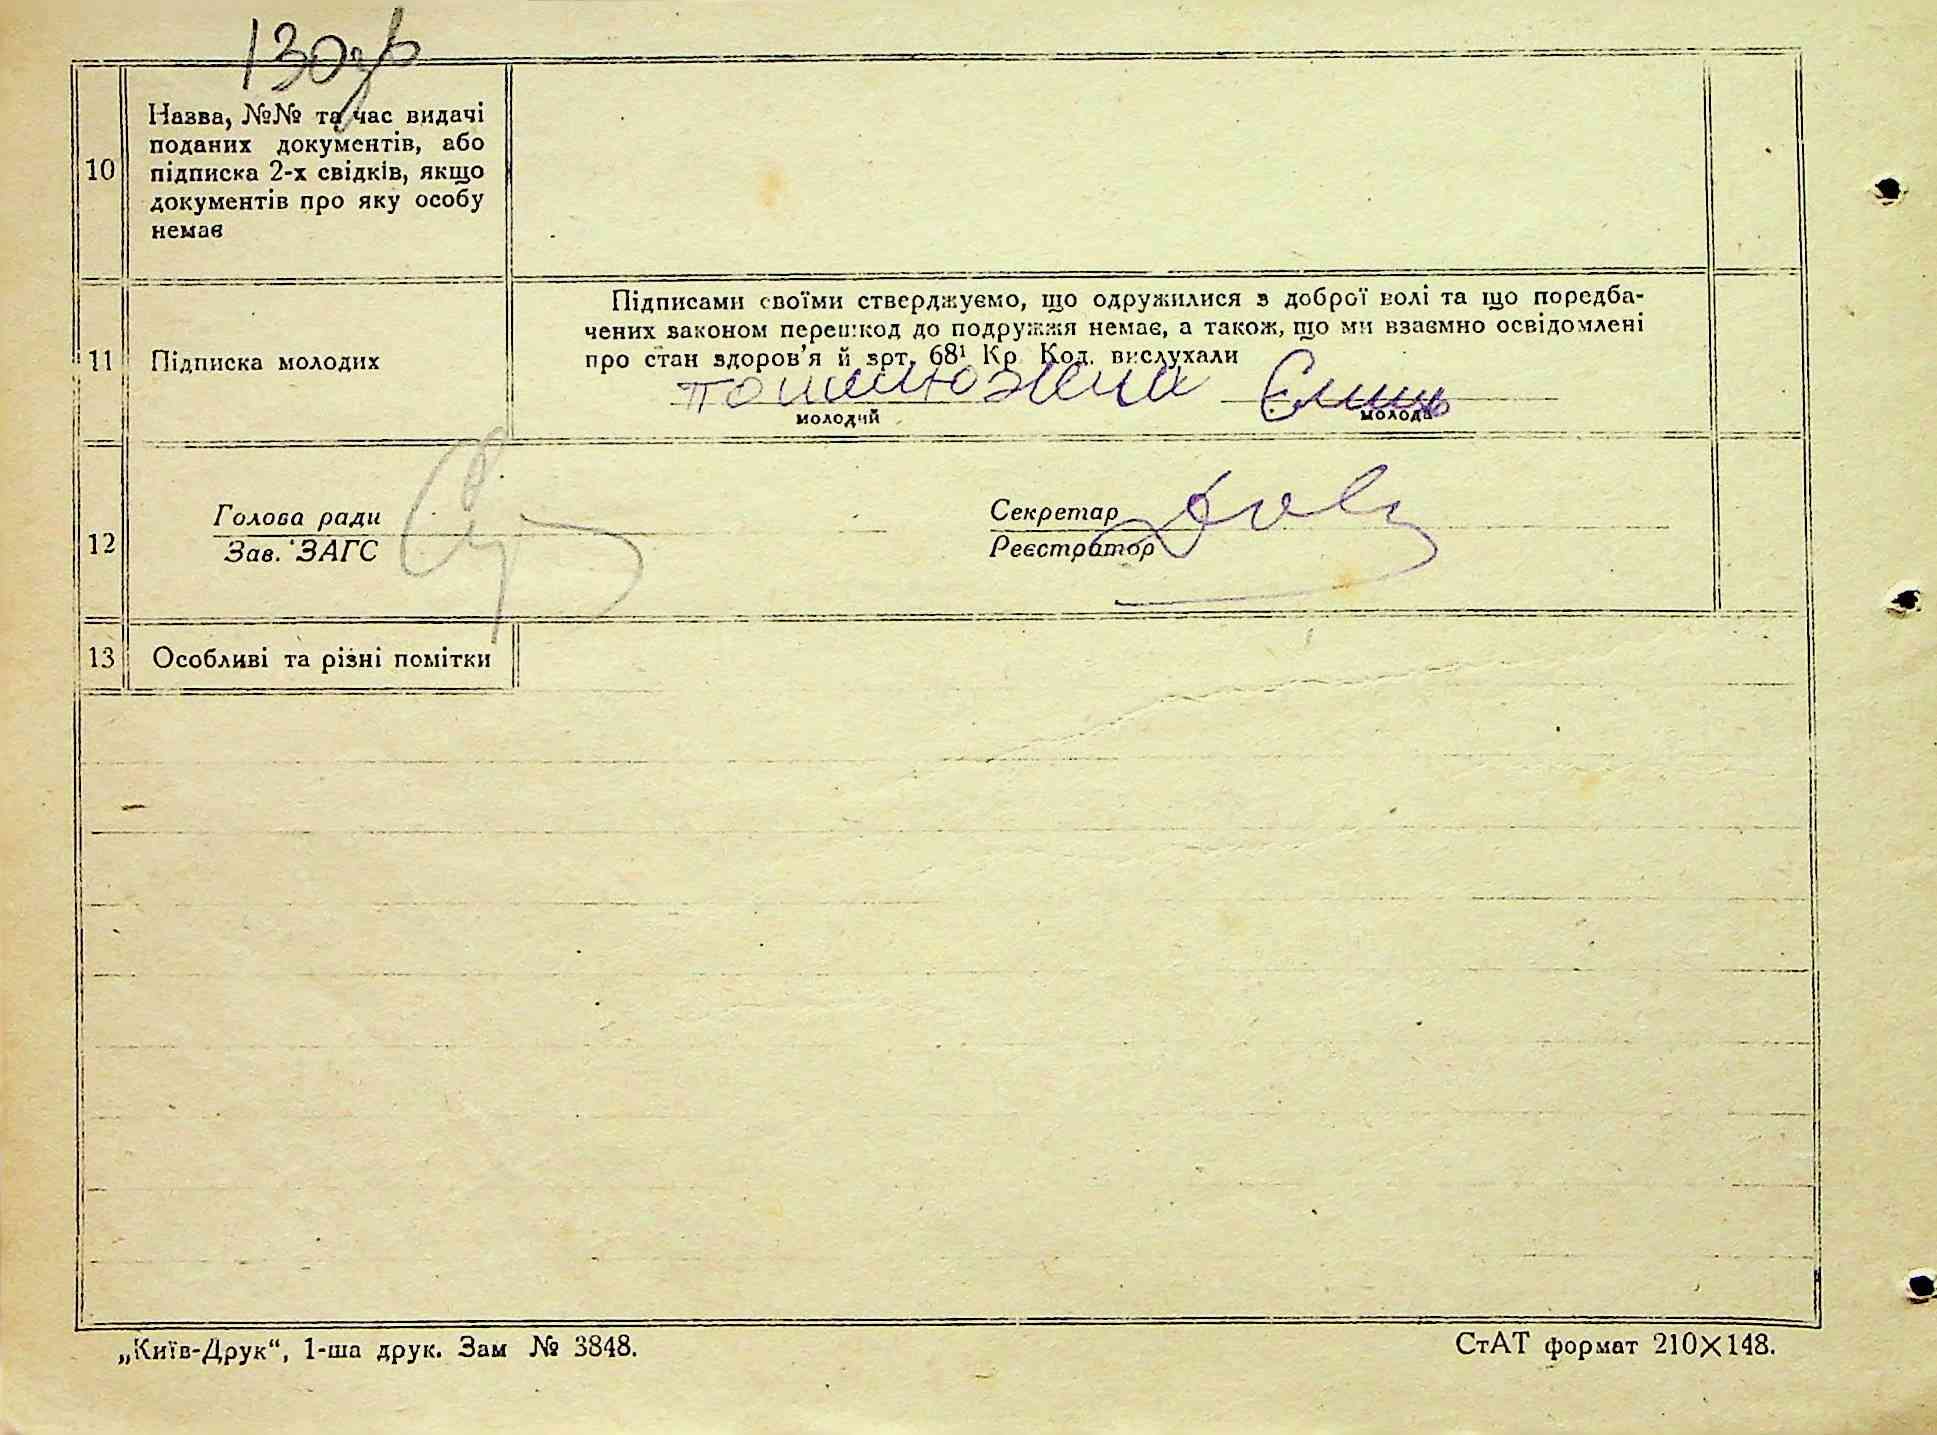 130зв
10
Назва, №№ та час видачі
поданих документів, або
підписка 2-х свідків, якщо
документів про яку особу
немає
11
Підписка молодих
Підписами своїми стверджуємо, що одружилися з доброї волі та що поредба-
чених законом перешкод до подружжя немає, а також, що ми взаємно освідомлені
про стан здоров'я й зрт. 68¹ Кр Код. вислухали
молодий
молода
12
Голова ради
Зав. ЗАГС
Секретар
Реєстратор
13
Особливі та різні помітки
„Київ-Друк“, 1-ша друк. Зам № 3848.
СтАТ формат 210×148.